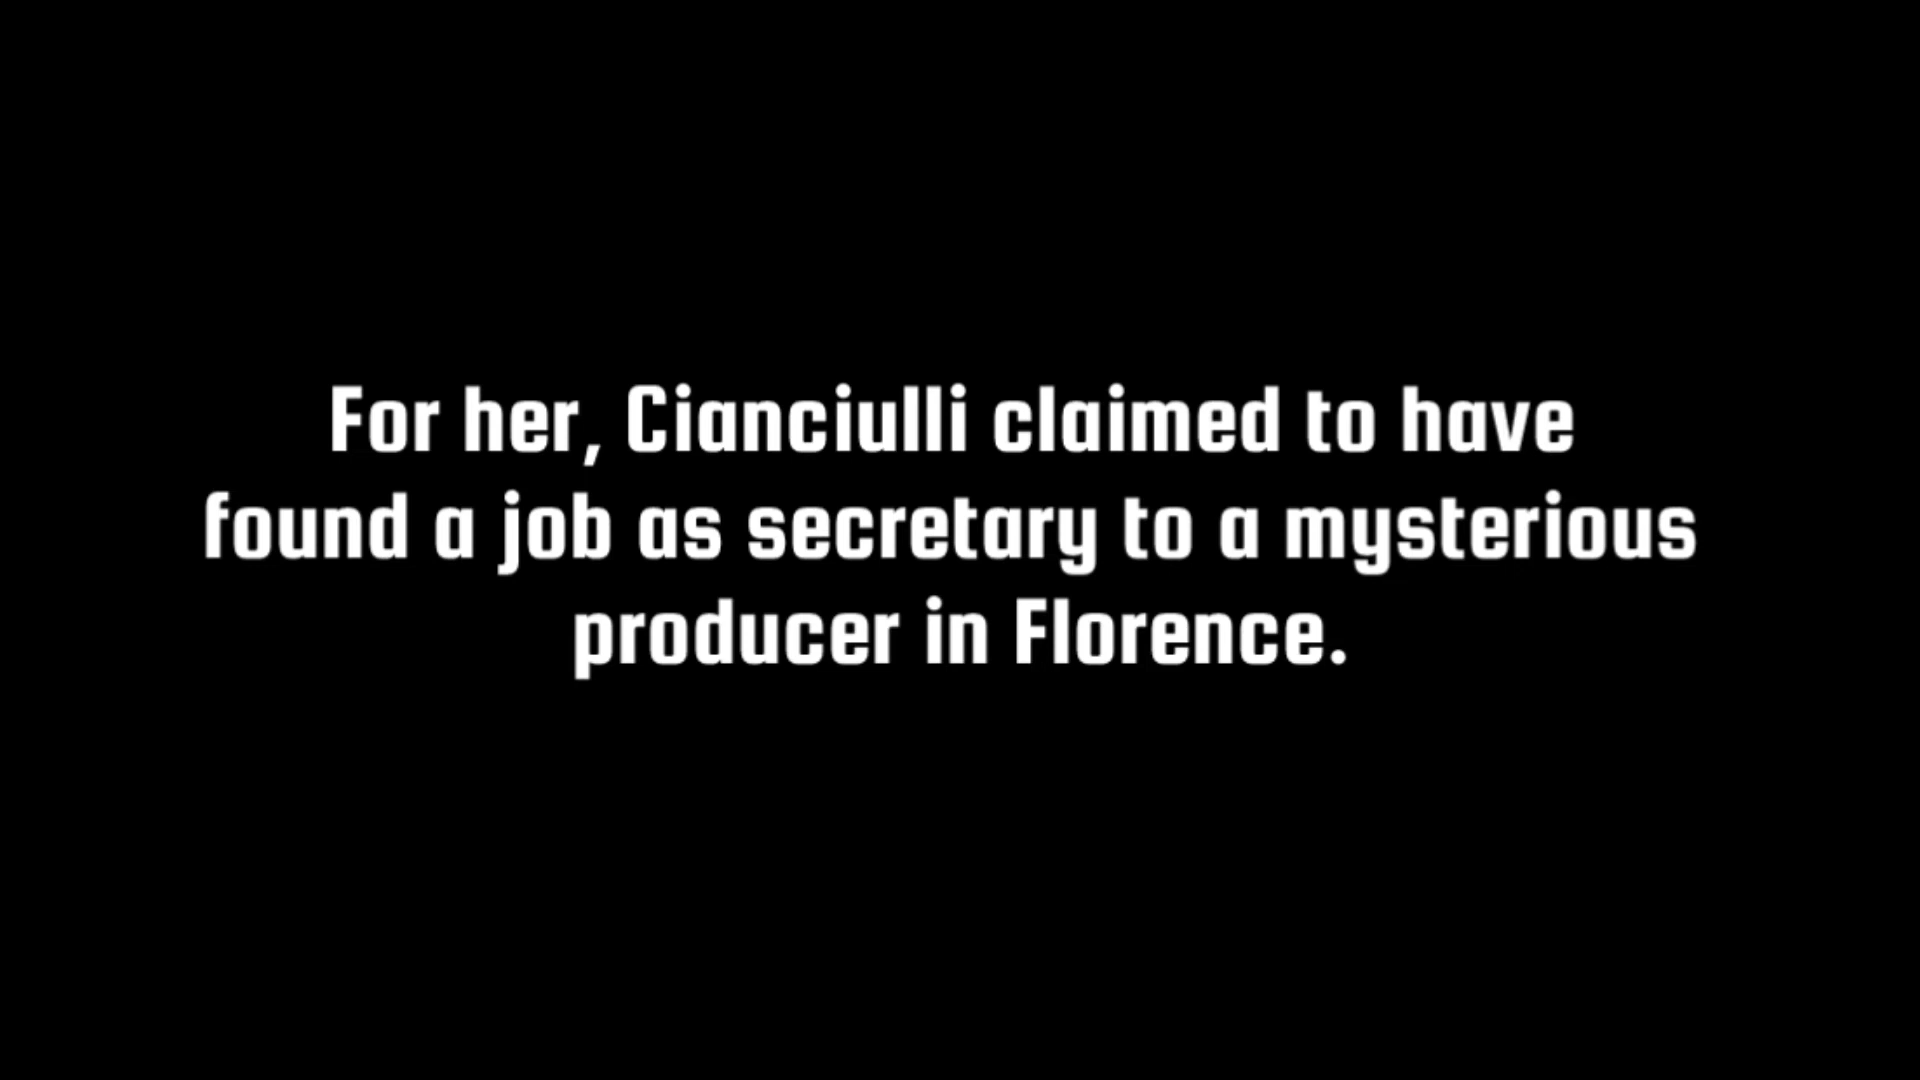 For her, Cianciulli claimed to have
found a job as secretary to a mysterious
producer in Florence.